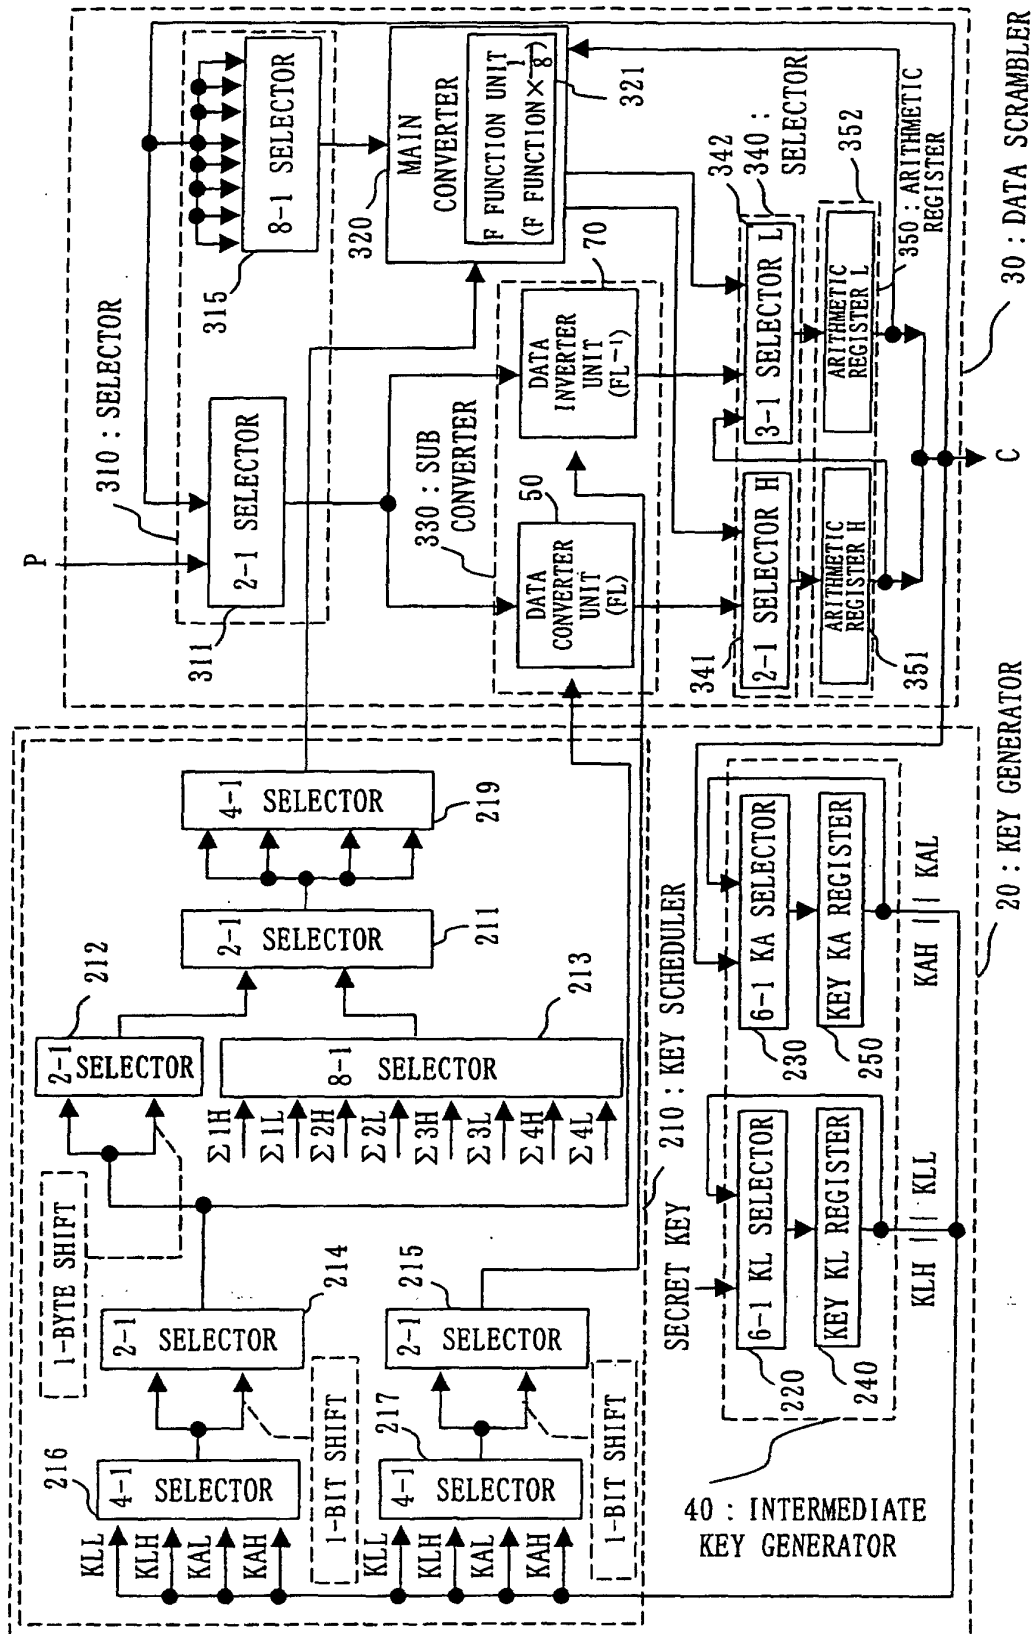 P
310 : SELECTOR
2-1 SELECTOR
311
8-1 SELECTOR
315
MAIN
CONVERTER
320
F FUNCTION UNIT
(F FUNCTION × 1/8)
321
330 : SUB
CONVERTER
DATA
CONVERTER
UNIT
(FL)
50
DATA
INVERTER
UNIT
(FL⁻¹)
70
2-1 SELECTOR H
341
3-1 SELECTOR L
342
340 :
SELECTOR
ARITHMETIC
REGISTER H
351
ARITHMETIC
REGISTER L
352
350 : ARITHMETIC
REGISTER
C
30 : DATA SCRAMBLER
1-BYTE SHIFT
2-1
SELECTOR
212
8-1
SELECTOR
213
Σ1H
Σ1L
Σ2H
Σ2L
Σ3H
Σ3L
Σ4H
Σ4L
2-1
SELECTOR
211
4-1
SELECTOR
219
4-1
SELECTOR
216
KLL
KLH
KAL
KAH
2-1
SELECTOR
214
1-BIT SHIFT
4-1
SELECTOR
217
KLL
KLH
KAL
KAH
2-1
SELECTOR
215
1-BIT SHIFT
210 : KEY SCHEDULER
SECRET KEY
6-1 KL SELECTOR
220
KEY KL REGISTER
240
KLH || KLL
6-1 KA SELECTOR
230
KEY KA REGISTER
250
KAH || KAL
40 : INTERMEDIATE
KEY GENERATOR
20 : KEY GENERATOR